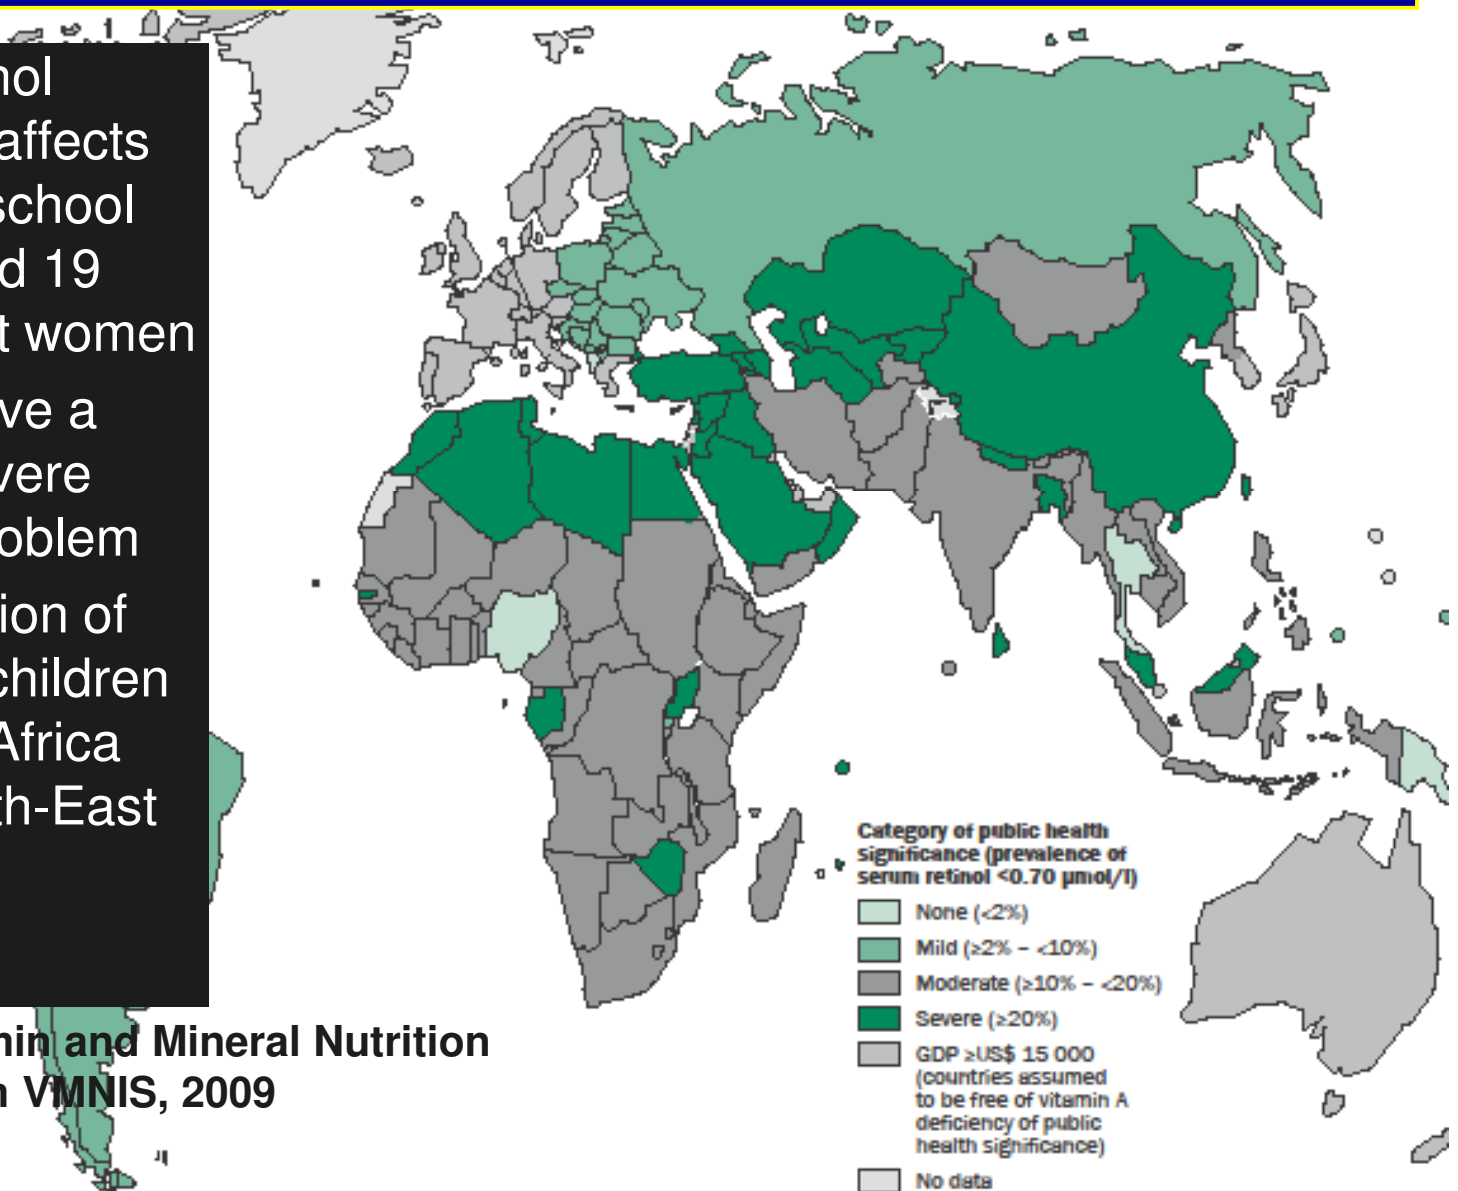 nol
affects
school
d 19
t women
ve a
vere
oblem
ion of
children
Africa
th-East
min and Mineral Nutrition
n VMNIS, 2009
Category of public health
significance (prevalence of
serum retinol <0.70 µmol/l)
None (<2%)
Mild (≥2% – <10%)
Moderate (≥10% – <20%)
Severe (≥20%)
GDP ≥US$ 15 000
(countries assumed
to be free of vitamin A
deficiency of public
health significance)
No data